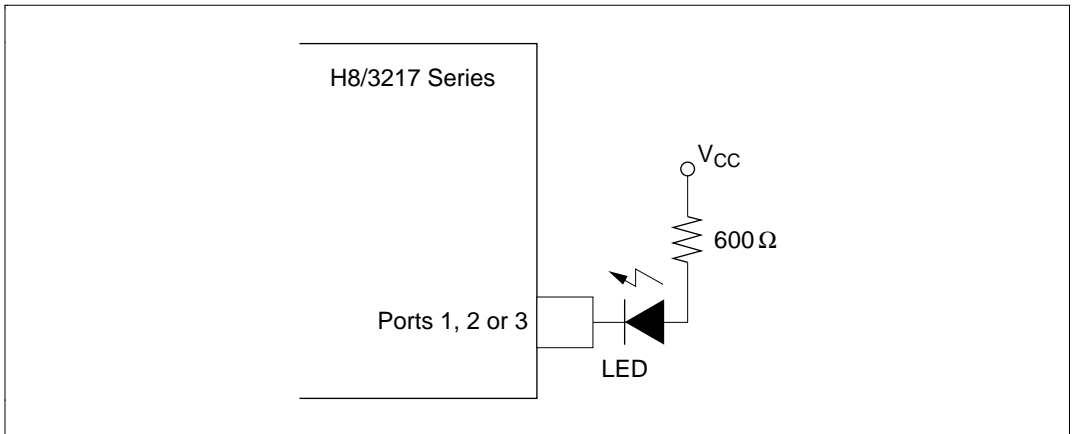 H8/3217 Series
VCC
600 Ω
Ports 1, 2 or 3
LED